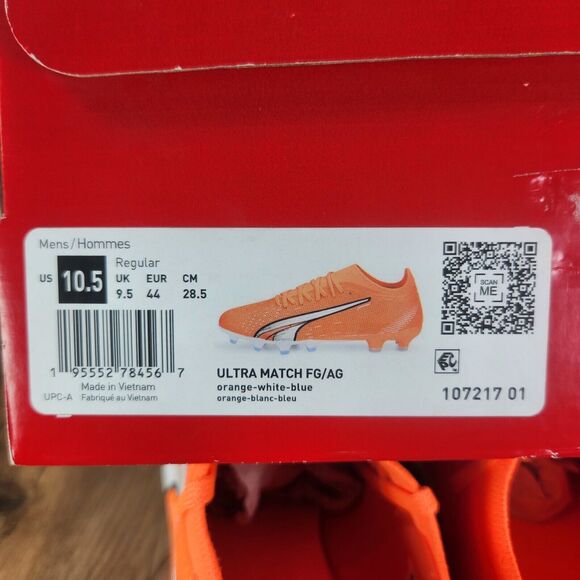 Mens/Hommes
Regular
US 10.5 UK EUR CM
9.5 44 28.5
1 95552 78456 7
Made in Vietnam
UPC-A Fabriqué au Vietnam
ULTRA MATCH FG/AG
orange-white-blue
orange-blanc-bleu
SCAN
ME
107217 01